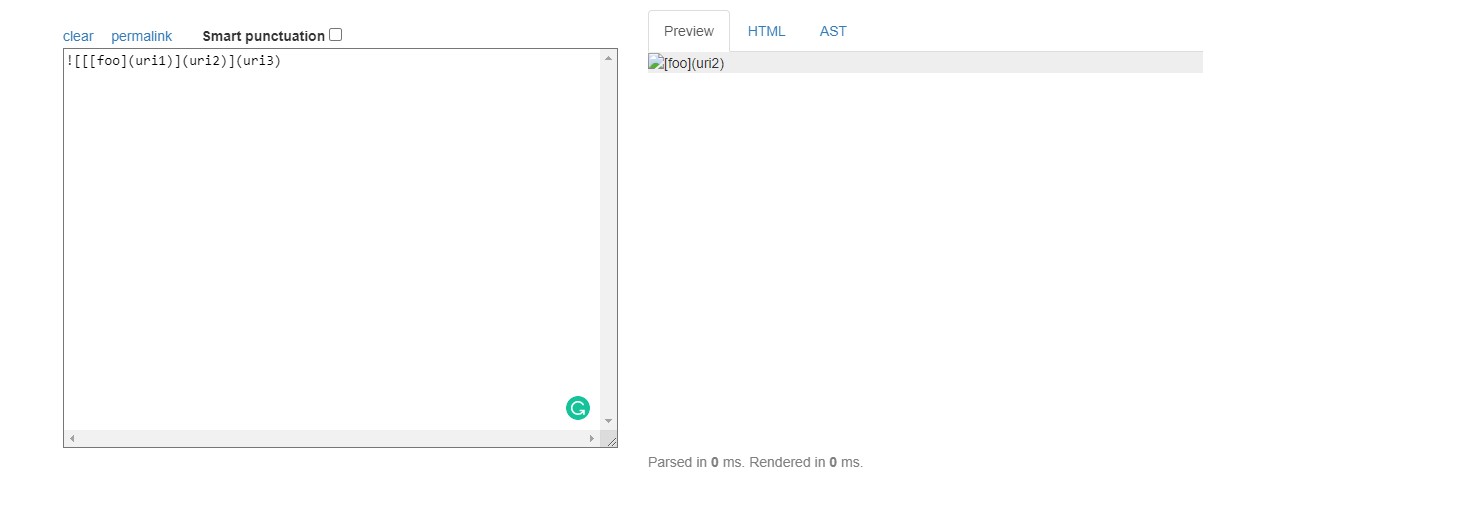 clear permalink Smart punctuation
![[[foo](uri1)](uri2)](uri3)
Preview HTML AST
[foo](uri2)
Parsed in 0 ms. Rendered in 0 ms.